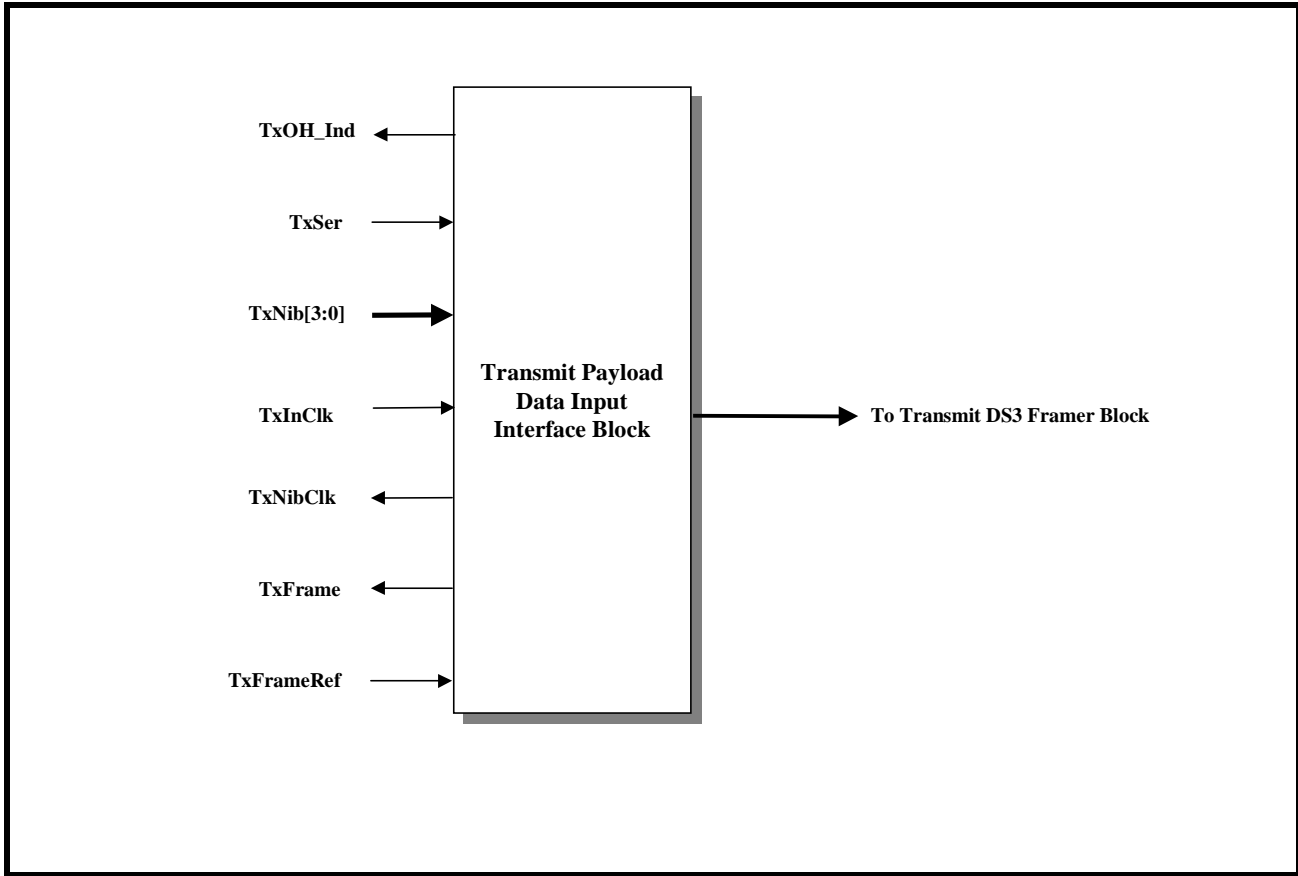 TxOH_Ind
TxSer
TxNib[3:0]
TxInClk
TxNibClk
TxFrame
TxFrameRef
Transmit Payload
Data Input
Interface Block
To Transmit DS3 Framer Block